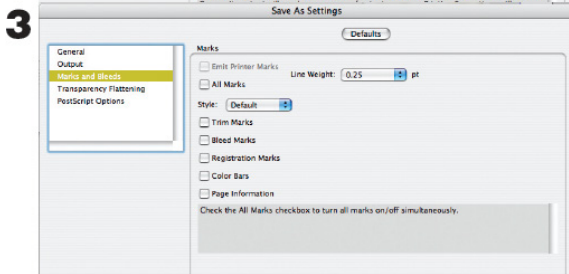 3
Save As Settings
Defaults
General
Output
Marks and Bleeds
Transparency Flattening
PostScript Options
Marks
Emit Printer Marks
Line Weight: 0.25 pt
All Marks
Style: Default
Trim Marks
Bleed Marks
Registration Marks
Color Bars
Page Information
Check the All Marks checkbox to turn all marks on/off simultaneously.